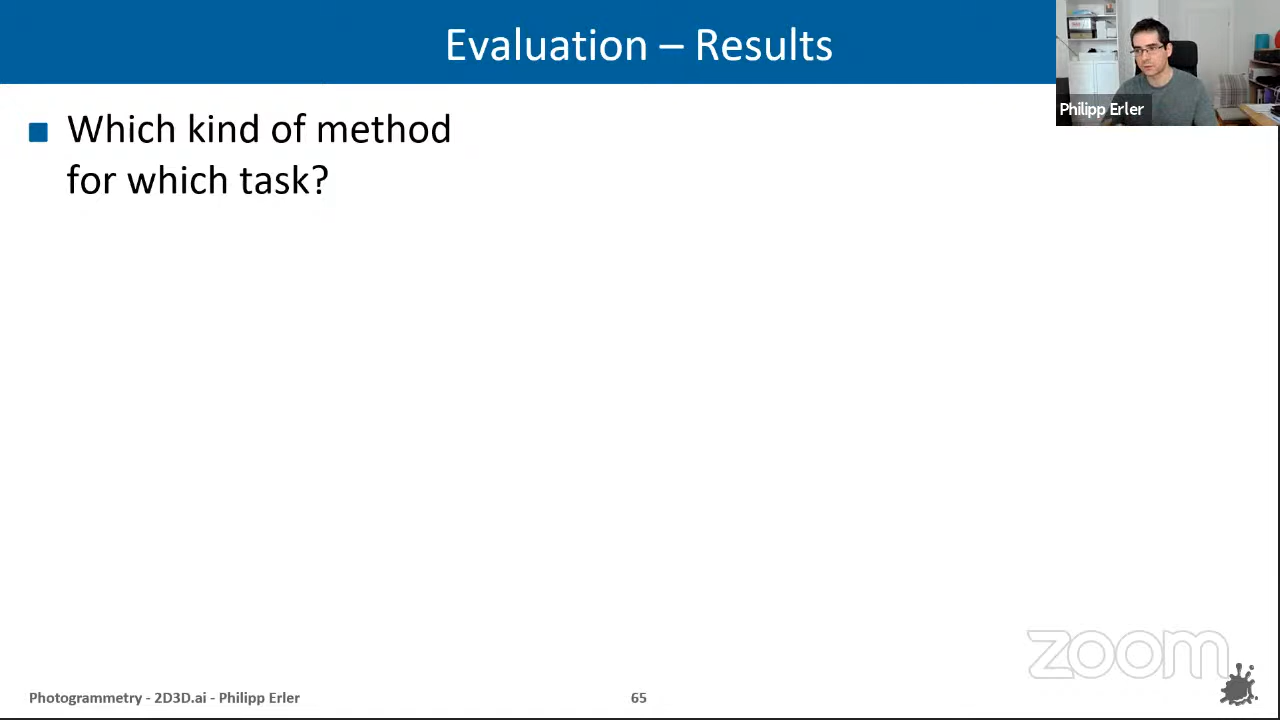 Evaluation – Results
Philipp Erler
Which kind of method
for which task?
zoom
Photogrammetry - 2D3D.ai - Philipp Erler
65